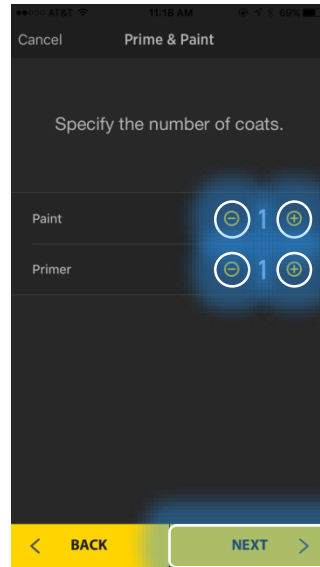 AT&T 11:18 AM 69%
Cancel Prime & Paint
Specify the number of coats.
Paint 1
Primer 1
BACK NEXT